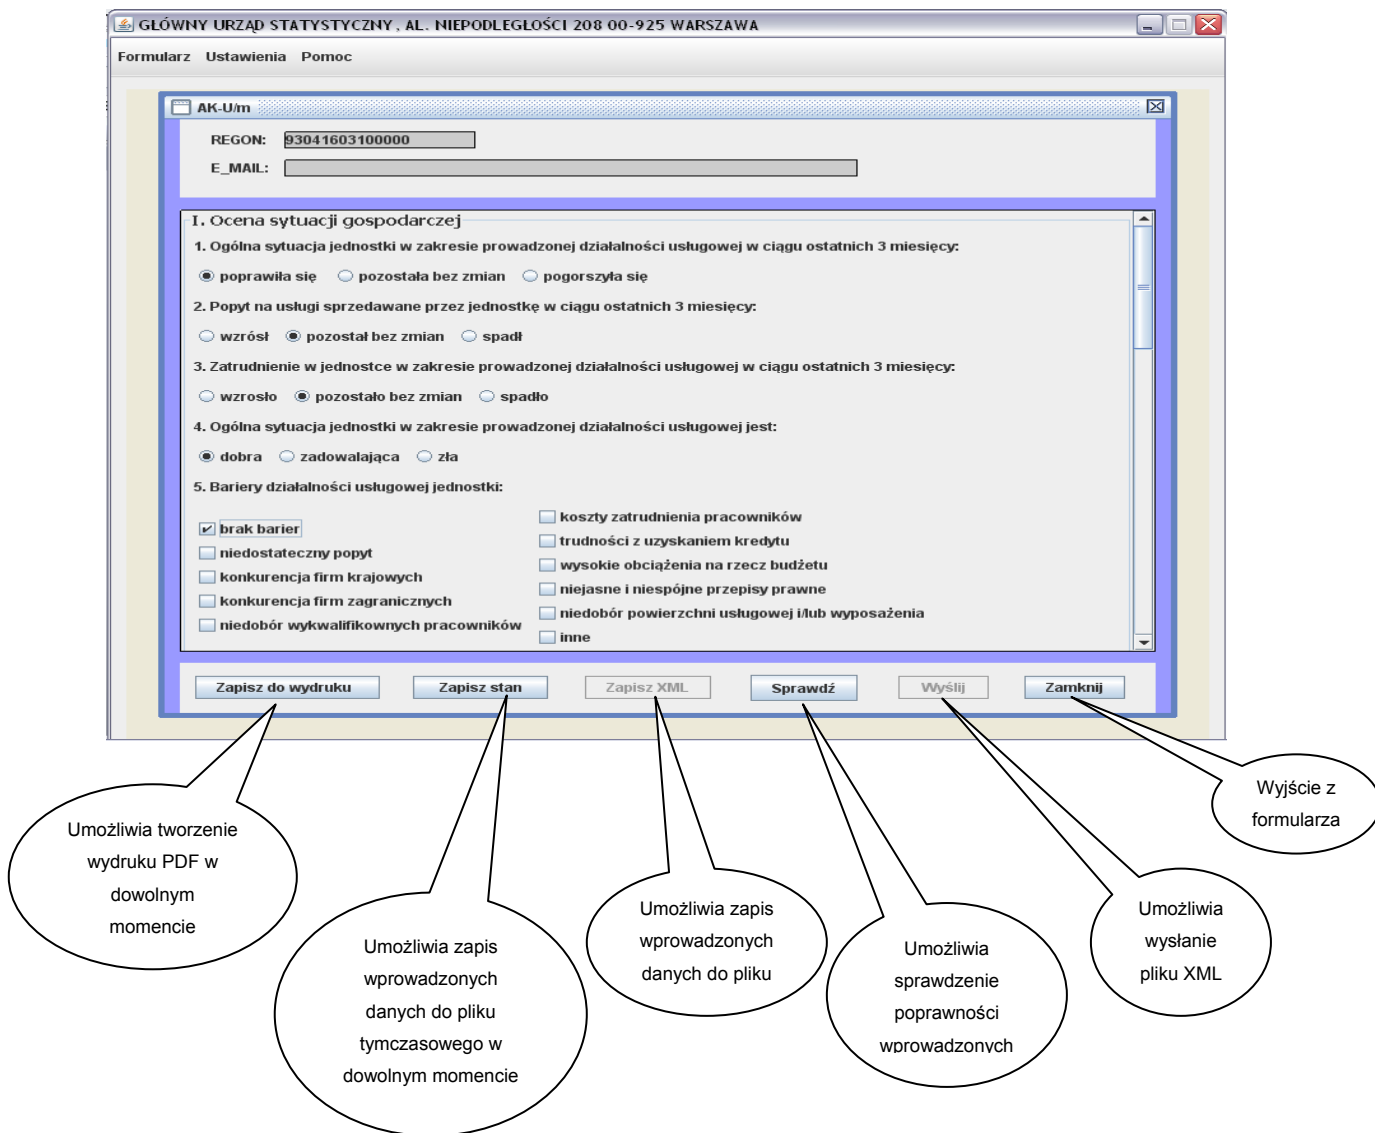 GŁÓWNY URZĄD STATYSTYCZNY , AL. NIEPODLEGŁOŚCI 208 00-925 WARSZAWA
Formularz Ustawienia Pomoc
AK-U/m
REGON: 93041603100000
E_MAIL:
I. Ocena sytuacji gospodarczej
1. Ogólna sytuacja jednostki w zakresie prowadzonej działalności usługowej w ciągu ostatnich 3 miesięcy:
poprawiła się pozostała bez zmian pogorszyła się
2. Popyt na usługi sprzedawane przez jednostkę w ciągu ostatnich 3 miesięcy:
wzrósł pozostał bez zmian spadł
3. Zatrudnienie w jednostce w zakresie prowadzonej działalności usługowej w ciągu ostatnich 3 miesięcy:
wzrosło pozostało bez zmian spadło
4. Ogólna sytuacja jednostki w zakresie prowadzonej działalności usługowej jest:
dobra zadowalająca zła
5. Bariery działalności usługowej jednostki:
brak barier
niedostateczny popyt
konkurencja firm krajowych
konkurencja firm zagranicznych
niedobór wykwalifikownych pracowników
koszty zatrudnienia pracowników
trudności z uzyskaniem kredytu
wysokie obciążenia na rzecz budżetu
niejasne i niespójne przepisy prawne
niedobór powierzchni usługowej i/lub wyposażenia
inne
Zapisz do wydruku Zapisz stan Zapisz XML Sprawdź Wyślij Zamknij
Umożliwia tworzenie
wydruku PDF w
dowolnym
momencie
Umożliwia zapis
wprowadzonych
danych do pliku
tymczasowego w
dowolnym momencie
Umożliwia zapis
wprowadzonych
danych do pliku
Umożliwia
sprawdzenie
poprawności
wprowadzonych
Umożliwia
wysłanie
pliku XML
Wyjście z
formularza